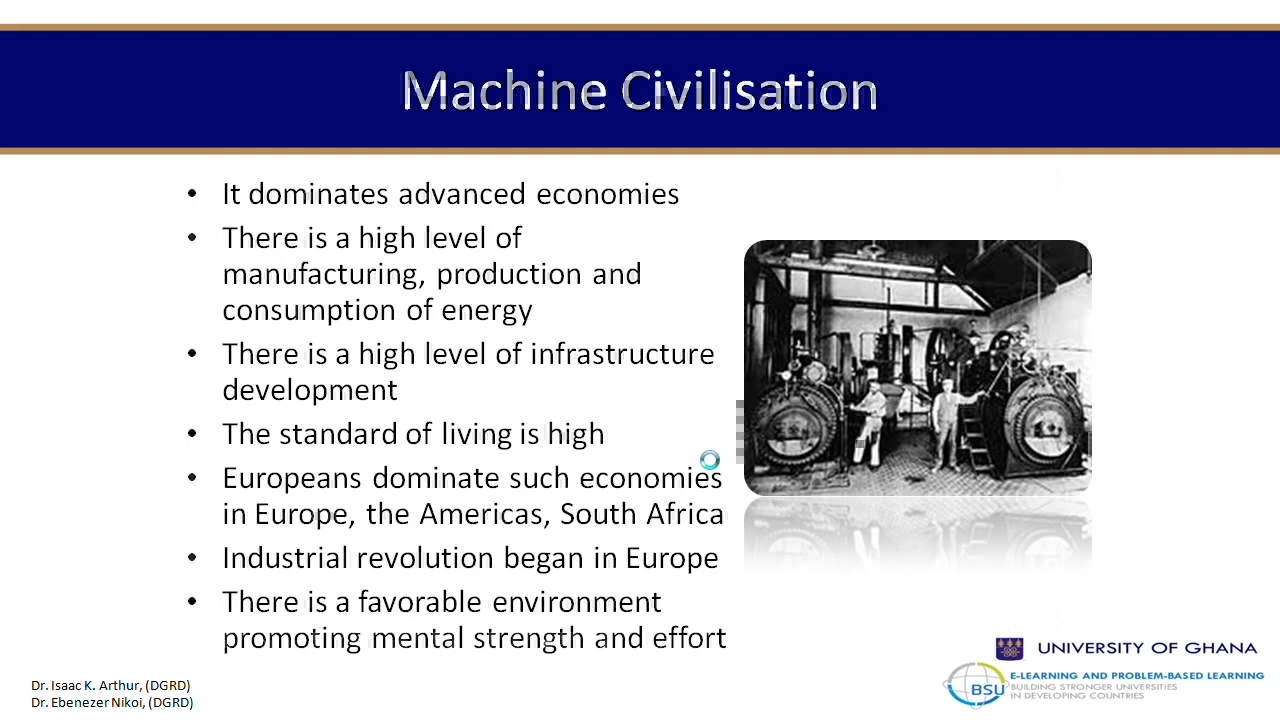 Machine Civilisation
• It dominates advanced economies
• There is a high level of
manufacturing, production and
consumption of energy
• There is a high level of infrastructure
development
• The standard of living is high
• Europeans dominate such economies
in Europe, the Americas, South Africa
• Industrial revolution began in Europe
• There is a favorable environment
promoting mental strength and effort
Dr. Isaac K. Arthur, (DGRD)
Dr. Ebenezer Nikoi, (DGRD)
UNIVERSITY OF GHANA
BSU
E-LEARNING AND PROBLEM-BASED LEARNING
BUILDING STRONGER UNIVERSITIES
IN DEVELOPING COUNTRIES